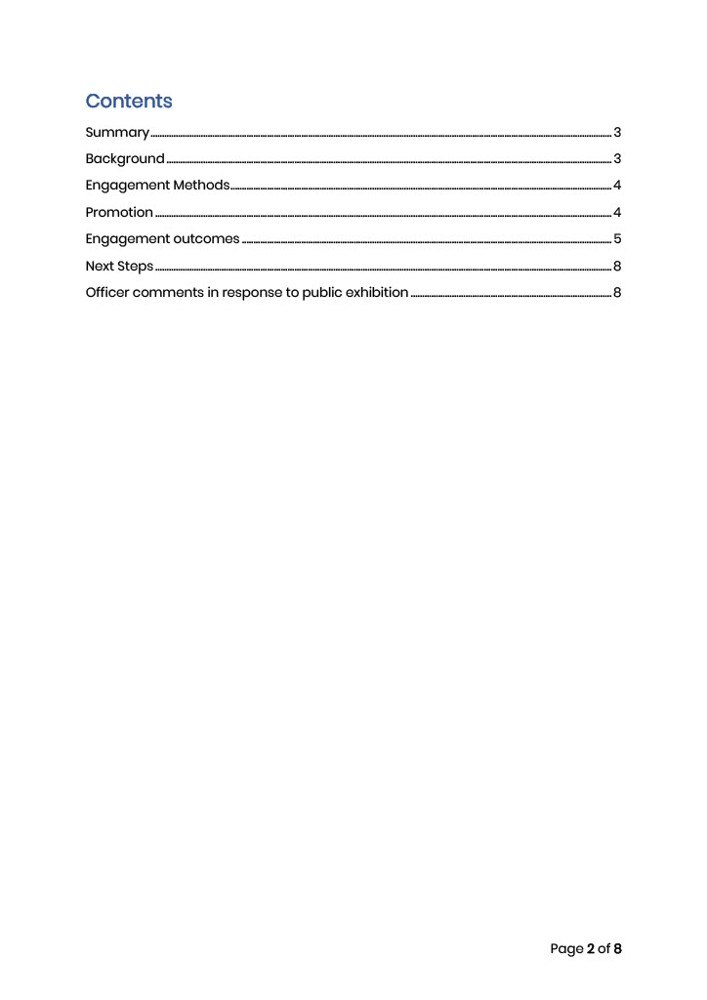 Contents
Summary 3
Background 3
Engagement Methods 4
Promotion 4
Engagement outcomes 5
Next Steps 8
Officer comments in response to public exhibition 8
Page 2 of 8